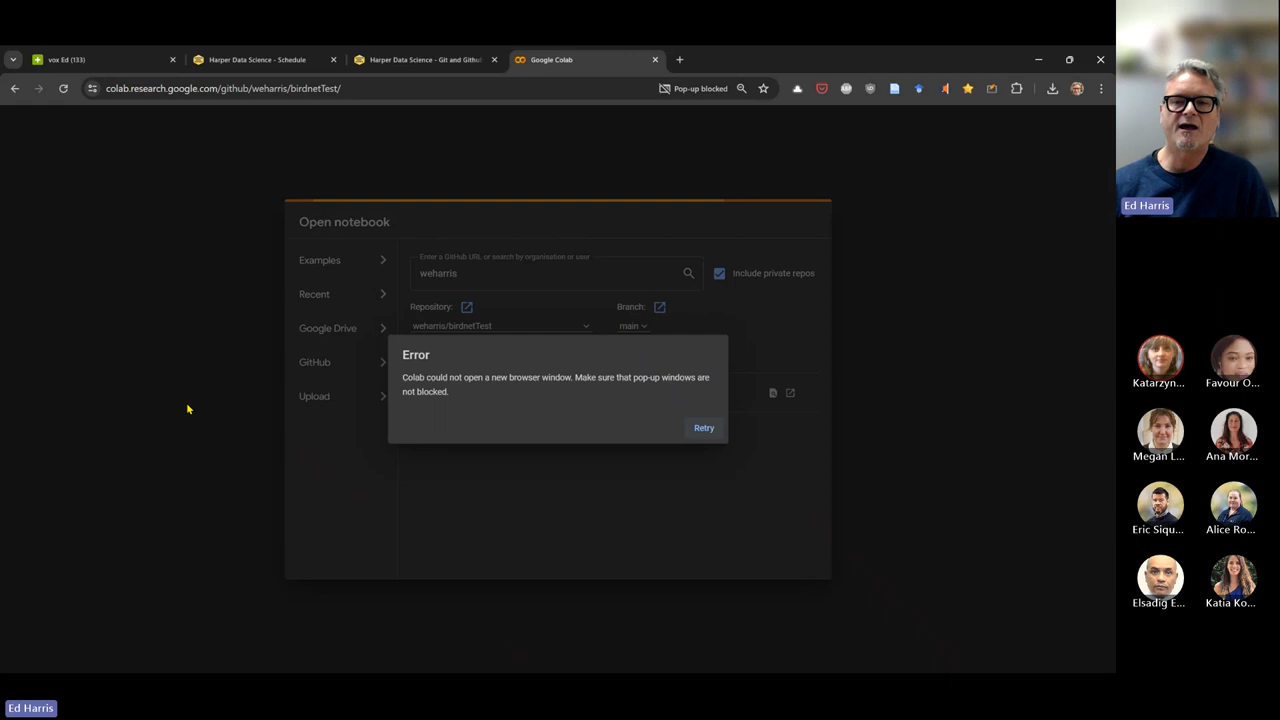 vox Ed (133)
Harper Data Science - Schedule
Harper Data Science - Git and Github
Google Colab
colab.research.google.com/github/weharris/birdnetTest/
Pop-up blocked
Open notebook
Examples
Recent
Google Drive
GitHub
Upload
Enter a GitHub URL or search by organisation or user
weharris
Include private repos
Repository:
Branch:
weharris/birdnetTest
main
Error
Colab could not open a new browser window. Make sure that pop-up windows are
not blocked.
Retry
Ed Harris
Katarzyn...
Favour O...
Megan L...
Ana Mor...
Eric Siqu...
Alice Ro...
Elsadig E...
Katia Ko...
Ed Harris